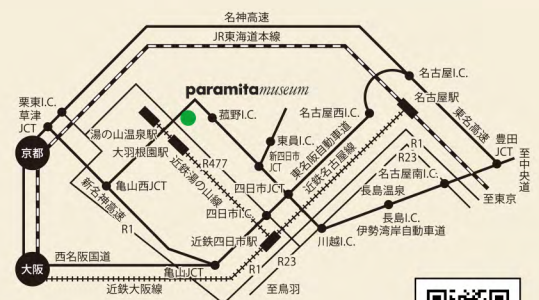 名神高速
JR東海道本線
paramita museum
名古屋I.C.
名古屋駅
栗東I.C.
草津
JCT
菰野I.C.
名古屋西I.C.
東名高速
湯の山温泉駅
東員I.C.
東名阪自動車道
豊田
JCT
京都
大羽根園駅
新四日市
JCT
近鉄名古屋線
R1
R23
至中央道
R477
近鉄湯の山線
名古屋南I.C.
亀山西JCT
四日市JCT
長島温泉
至東京
新名神高速
四日市I.C.
長島I.C.
R1
川越I.C.
伊勢湾岸自動車道
近鉄四日市駅
西名阪国道
大阪
亀山JCT
R1
R23
近鉄大阪線
至鳥羽